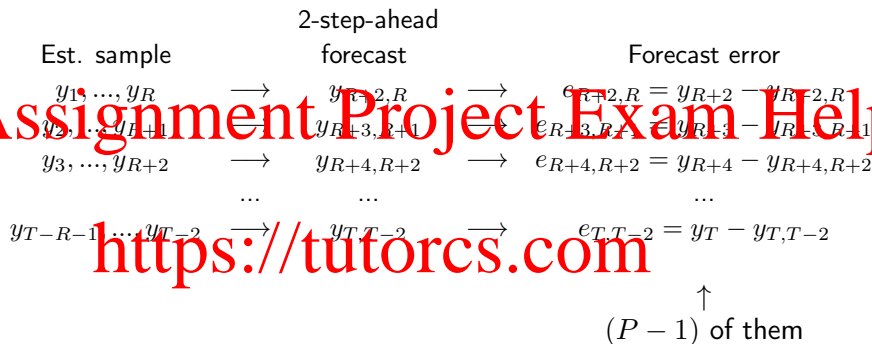 2-step-ahead
Est. sample forecast Forecast error
y_1, ..., y_R ⟶ y_{R+2,R} ⟶ e_{R+2,R} = y_{R+2} − y_{R+2,R}
Assignment Project Exam Help
y_2, ..., y_{R+1} ⟶ y_{R+3,R+1} ⟶ e_{R+3,R+1} = y_{R+3} − y_{R+3,R+1}
y_3, ..., y_{R+2} ⟶ y_{R+4,R+2} ⟶ e_{R+4,R+2} = y_{R+4} − y_{R+4,R+2}
... ... ...
y_{T−R−1}, ..., y_{T−2} ⟶ y_{T,T−2} ⟶ e_{T,T−2} = y_T − y_{T,T−2}
https://tutorcs.com
↑
(P − 1) of them